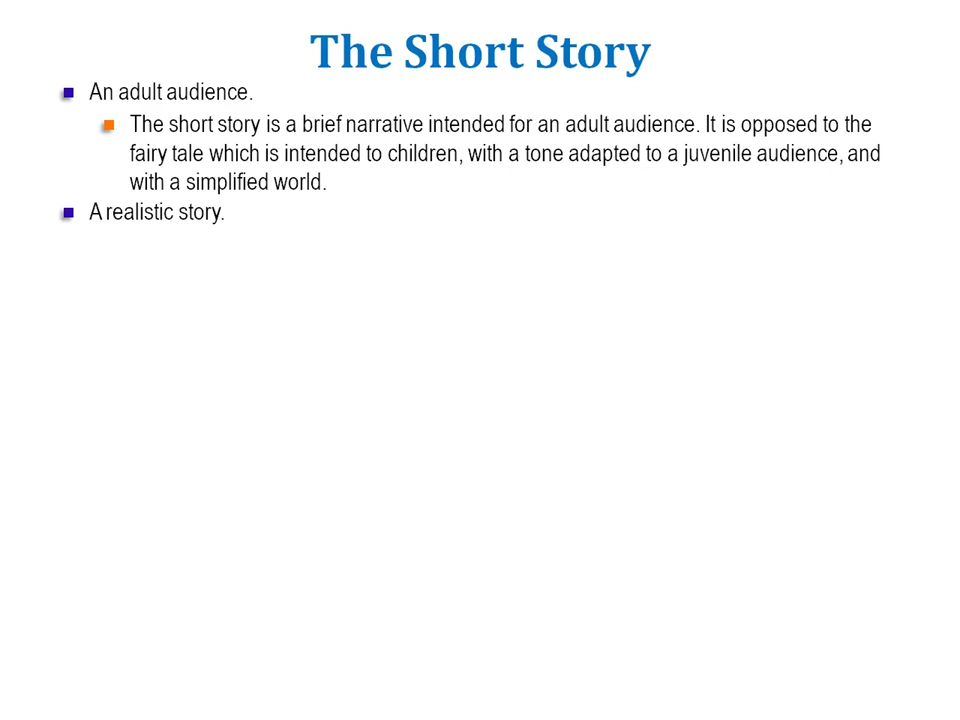 The Short Story
An adult audience.
The short story is a brief narrative intended for an adult audience. It is opposed to the
fairy tale which is intended to children, with a tone adapted to a juvenile audience, and
with a simplified world.
A realistic story.